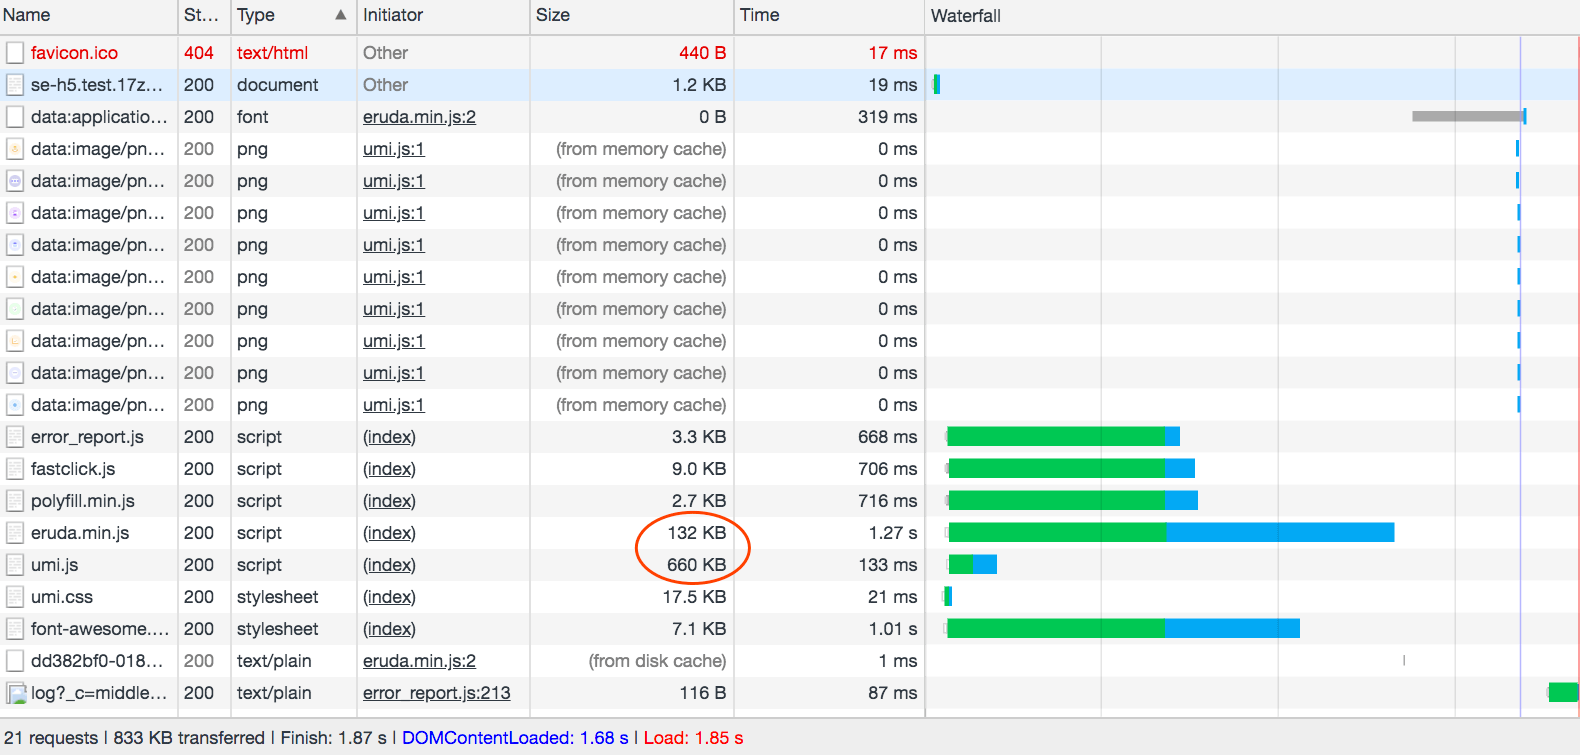 Name St... Type ▲ Initiator Size Time Waterfall
favicon.ico 404 text/html Other 440 B 17 ms
se-h5.test.17z... 200 document Other 1.2 KB 19 ms
data:applicatio... 200 font eruda.min.js:2 0 B 319 ms
data:image/pn... 200 png umi.js:1 (from memory cache) 0 ms
data:image/pn... 200 png umi.js:1 (from memory cache) 0 ms
data:image/pn... 200 png umi.js:1 (from memory cache) 0 ms
data:image/pn... 200 png umi.js:1 (from memory cache) 0 ms
data:image/pn... 200 png umi.js:1 (from memory cache) 0 ms
data:image/pn... 200 png umi.js:1 (from memory cache) 0 ms
data:image/pn... 200 png umi.js:1 (from memory cache) 0 ms
data:image/pn... 200 png umi.js:1 (from memory cache) 0 ms
data:image/pn... 200 png umi.js:1 (from memory cache) 0 ms
error_report.js 200 script (index) 3.3 KB 668 ms
fastclick.js 200 script (index) 9.0 KB 706 ms
polyfill.min.js 200 script (index) 2.7 KB 716 ms
eruda.min.js 200 script (index) 132 KB 1.27 s
umi.js 200 script (index) 660 KB 133 ms
umi.css 200 stylesheet (index) 17.5 KB 21 ms
font-awesome.... 200 stylesheet (index) 7.1 KB 1.01 s
dd382bf0-018... 200 text/plain eruda.min.js:2 (from disk cache) 1 ms
log?_c=middle... 200 text/plain error_report.js:213 116 B 87 ms
21 requests | 833 KB transferred | Finish: 1.87 s | DOMContentLoaded: 1.68 s | Load: 1.85 s